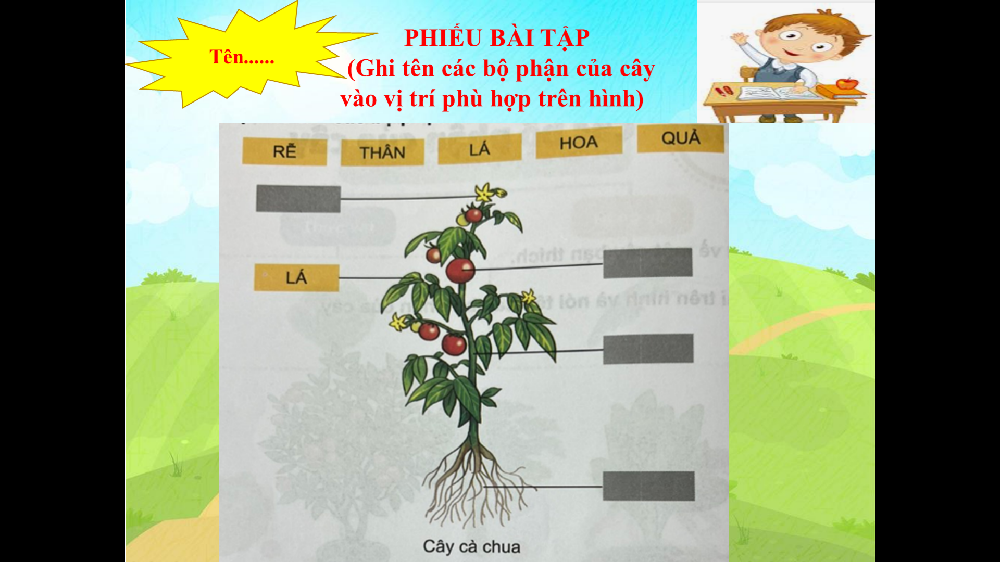 Tên......
PHIẾU BÀI TẬP
(Ghi tên các bộ phận của cây
vào vị trí phù hợp trên hình)
RỄ
THÂN
LÁ
HOA
QUẢ
LÁ
Cây cà chua